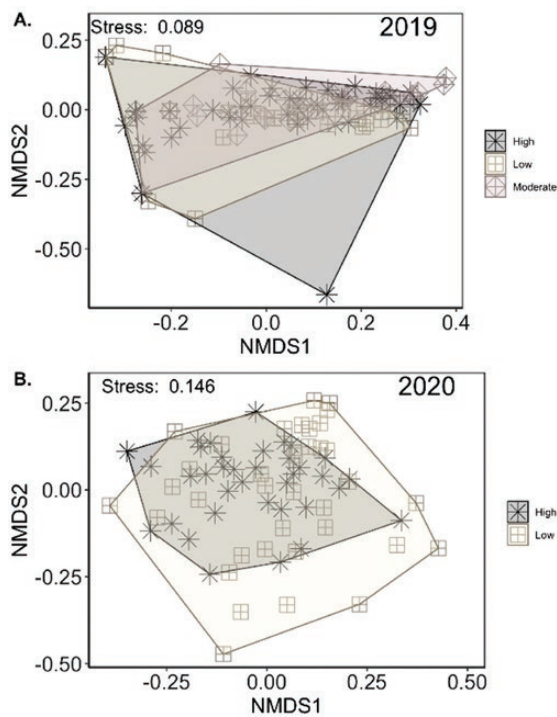 A.
Stress: 0.089
2019
0.25
0.00
-0.25
-0.50
NMDS2
-0.2
0.0
0.2
0.4
NMDS1
High
Low
Moderate
B.
Stress: 0.146
2020
0.25
0.00
-0.25
-0.50
NMDS2
-0.25
0.00
0.25
0.50
NMDS1
High
Low